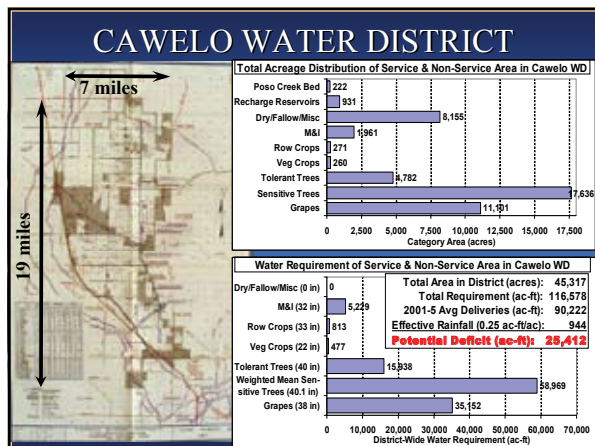 CAWELO WATER DISTRICT
7 miles
19 miles
Total Acreage Distribution of Service & Non-Service Area in Cawelo WD
Poso Creek Bed 222
Recharge Reservoirs 931
Dry/Fallow/Misc 8,155
M&I 1,961
Row Crops 271
Veg Crops 260
Tolerant Trees 4,782
Sensitive Trees 17,636
Grapes 11,101
0 2,500 5,000 7,500 10,000 12,500 15,000 17,500
Category Area (acres)
Water Requirement of Service & Non-Service Area in Cawelo WD
Total Area in District (acres): 45,317
Total Requirement (ac-ft): 116,578
2001-5 Avg Deliveries (ac-ft): 90,222
Effective Rainfall (0.25 ac-ft/ac): 944
Potential Deficit (ac-ft): 25,412
Dry/Fallow/Misc (0 in) 0
M&I (32 in) 5,229
Row Crops (33 in) 813
Veg Crops (22 in) 477
Tolerant Trees (40 in) 15,938
Weighted Mean Sen-
sitive Trees (40.1 in) 58,969
Grapes (38 in) 35,152
0 10,000 20,000 30,000 40,000 50,000 60,000 70,000
District-Wide Water Requirement (ac-ft)